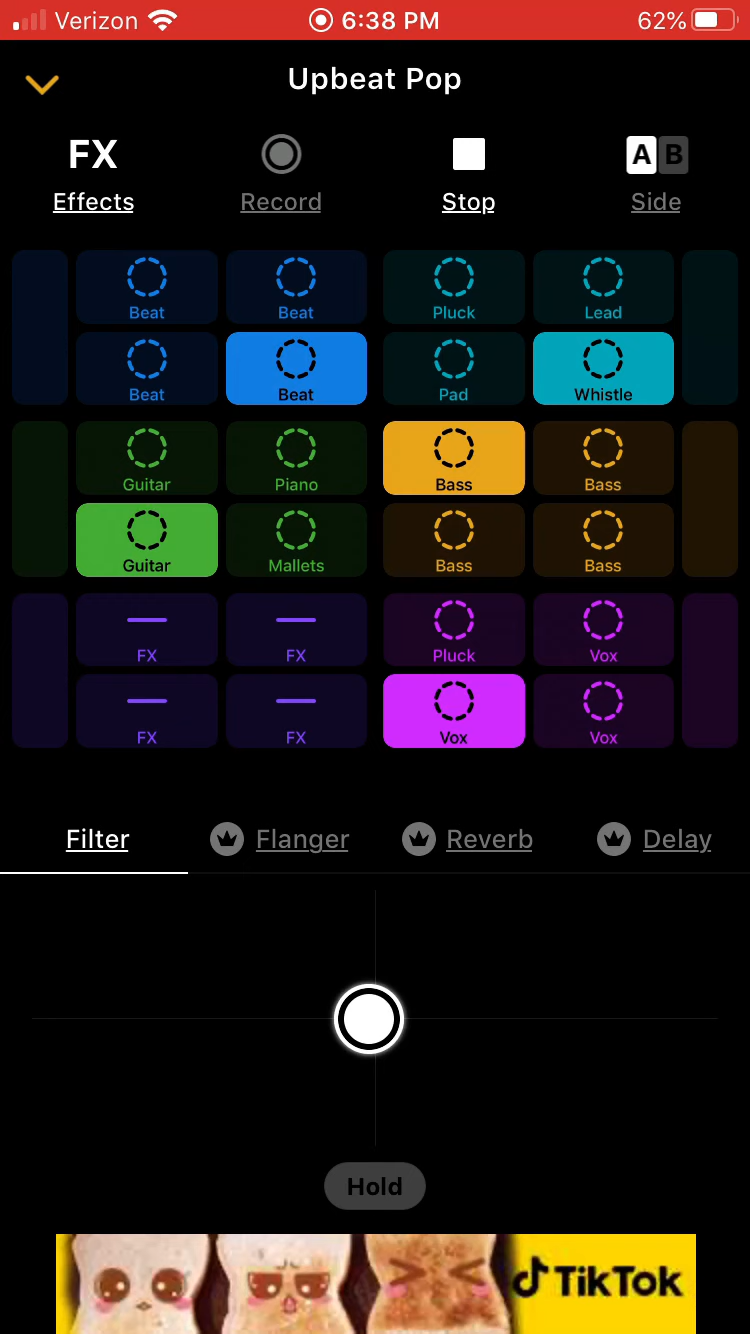 Verizon 6:38 PM 62%
Upbeat Pop
FX A B
Effects Record Stop Side
Beat Beat Pluck Lead
Beat Beat Pad Whistle
Guitar Piano Bass Bass
Guitar Mallets Bass Bass
FX FX Pluck Vox
FX FX Vox Vox
Filter Flanger Reverb Delay
Hold
TikTok